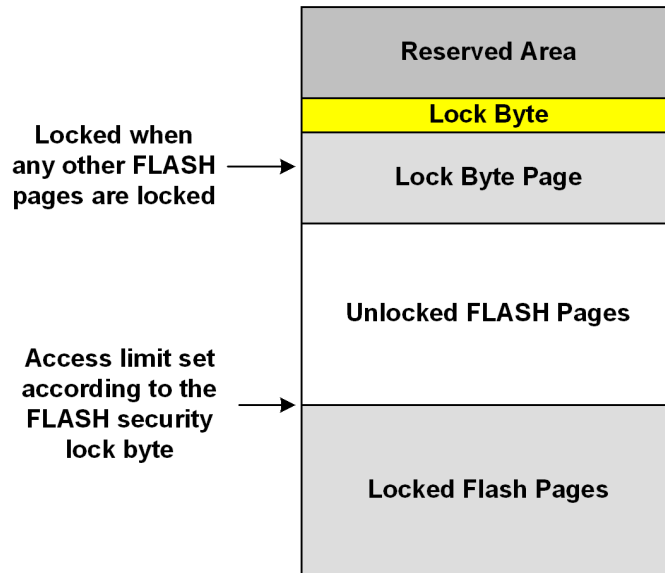 Reserved Area
Lock Byte
Locked when
any other FLASH
pages are locked
Lock Byte Page
Unlocked FLASH Pages
Access limit set
according to the
FLASH security
lock byte
Locked Flash Pages